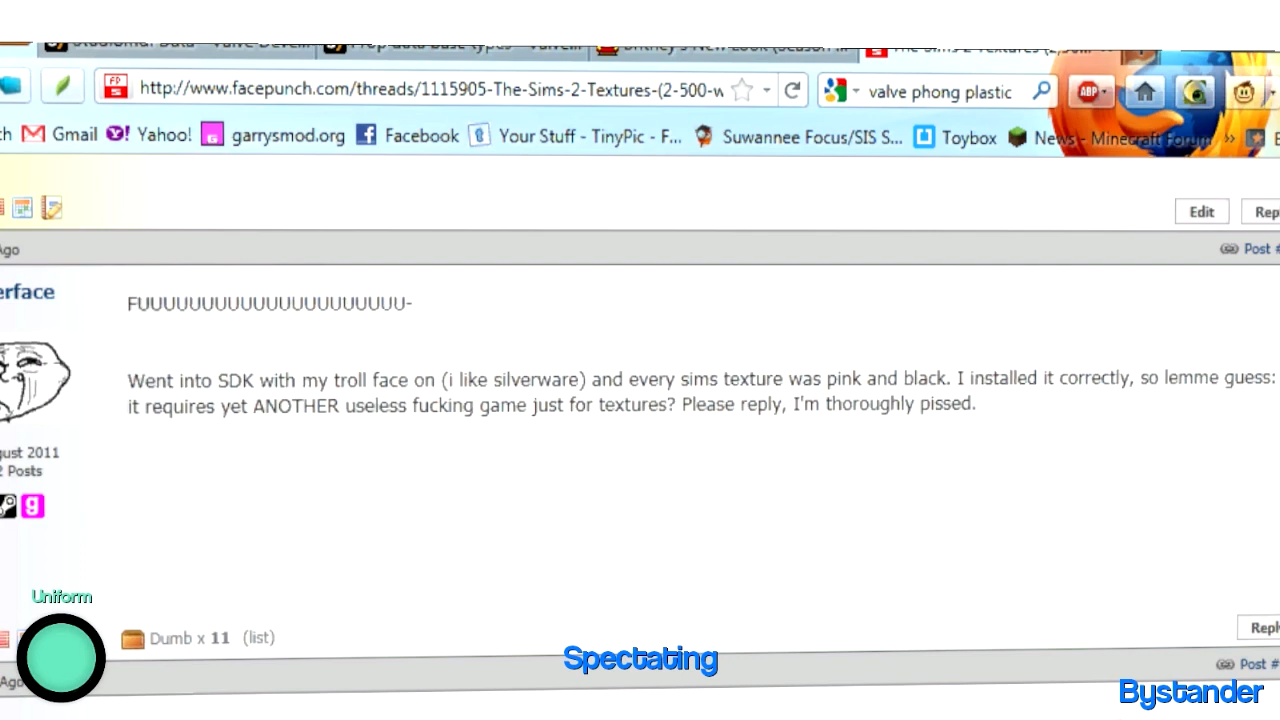 http://www.facepunch.com/threads/1115905-The-Sims-2-Textures-(2-500-w
valve phong plastic
ABP
Gmail Yahoo! garrysmod.org Facebook Your Stuff - TinyPic - F... Suwannee Focus/SIS S... Toybox News - Minecraft Forum »
Edit
Ago
Post #
erface
FUUUUUUUUUUUUUUUUUUUUU-
Went into SDK with my troll face on (i like silverware) and every sims texture was pink and black. I installed it correctly, so lemme guess:
it requires yet ANOTHER useless fucking game just for textures? Please reply, I'm thoroughly pissed.
gust 2011
2 Posts
g
Uniform
Dumb x 11 (list)
Reply
Spectating
Ago
Post #
Bystander